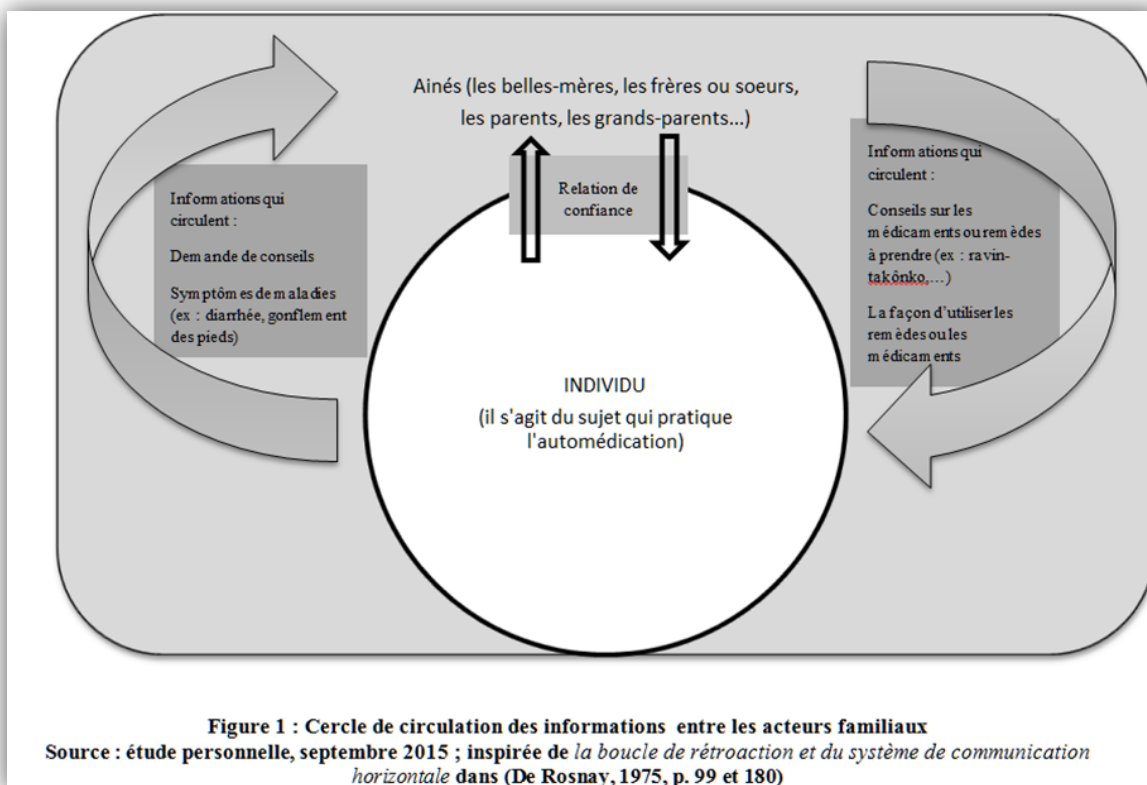 Ainés (les belles-mères, les frères ou soeurs,
les parents, les grands-parents...)
Relation de
confiance
Informations qui
circulent :
Demande de conseils
Symptômes de maladies
(ex : diarrhée, gonflement
des pieds)
Informations qui
circulent :
Conseils sur les
médicaments ou remèdes
à prendre (ex : ravin-
takônko,...)
La façon d'utiliser les
remèdes ou les
médicaments
INDIVIDU
(il s'agit du sujet qui pratique
l'automédication)
Figure 1 : Cercle de circulation des informations entre les acteurs familiaux
Source : étude personnelle, septembre 2015 ; inspirée de la boucle de rétroaction et du système de communication
horizontale dans (De Rosnay, 1975, p. 99 et 180)